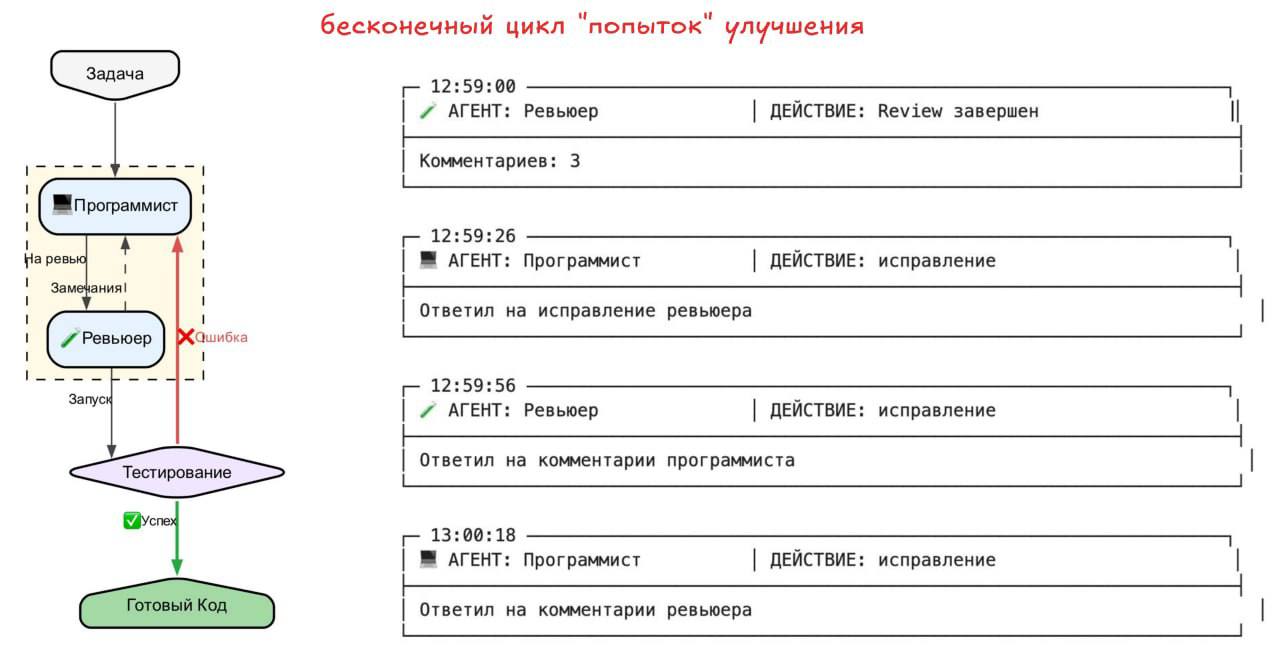 бесконечный цикл "попыток" улучшения
Задача
Программист
На ревью
Замечания
Ревьюер
Ошибка
Запуск
Тестирование
Успех
Готовый Код
12:59:00
АГЕНТ: Ревьюер | ДЕЙСТВИЕ: Review завершен
Комментариев: 3
12:59:26
АГЕНТ: Программист | ДЕЙСТВИЕ: исправление
Ответил на исправление ревьюера
12:59:56
АГЕНТ: Ревьюер | ДЕЙСТВИЕ: исправление
Ответил на комментарии программиста
13:00:18
АГЕНТ: Программист | ДЕЙСТВИЕ: исправление
Ответил на комментарии ревьюера